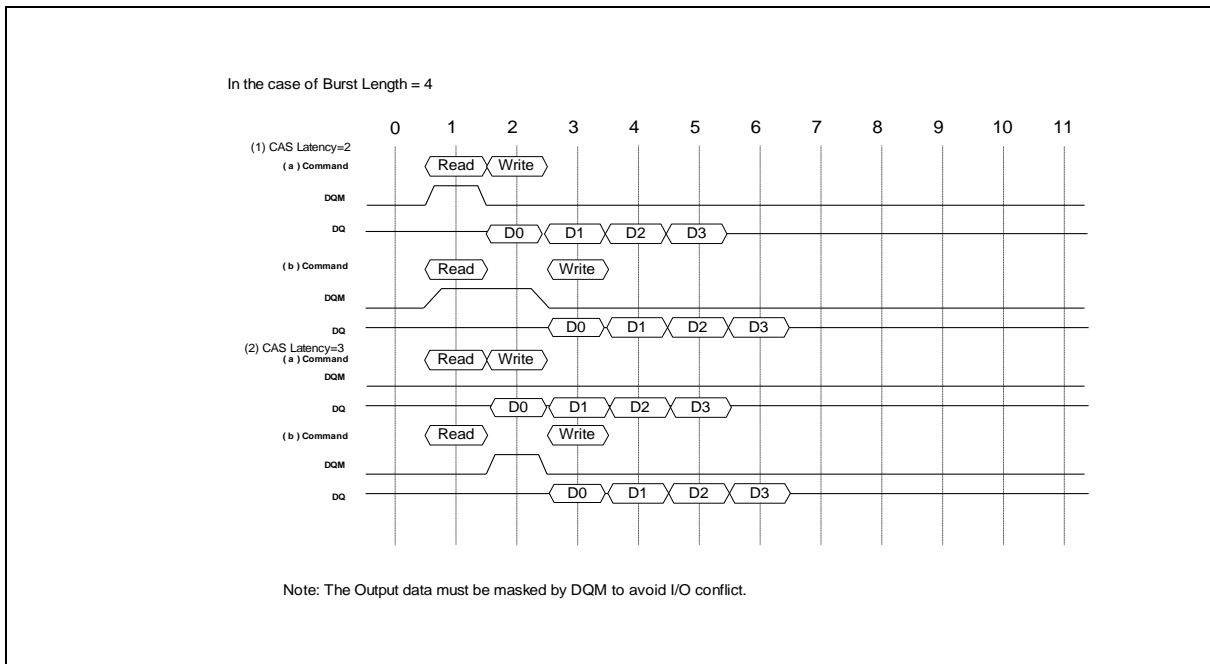 In the case of Burst Length = 4
0 1 2 3 4 5 6 7 8 9 10 11
(1) CAS Latency=2
( a ) Command Read Write
DQM
DQ D0 D1 D2 D3
( b ) Command Read Write
DQM
DQ D0 D1 D2 D3
(2) CAS Latency=3
( a ) Command Read Write
DQM
DQ D0 D1 D2 D3
( b ) Command Read Write
DQM
DQ D0 D1 D2 D3
Note: The Output data must be masked by DQM to avoid I/O conflict.